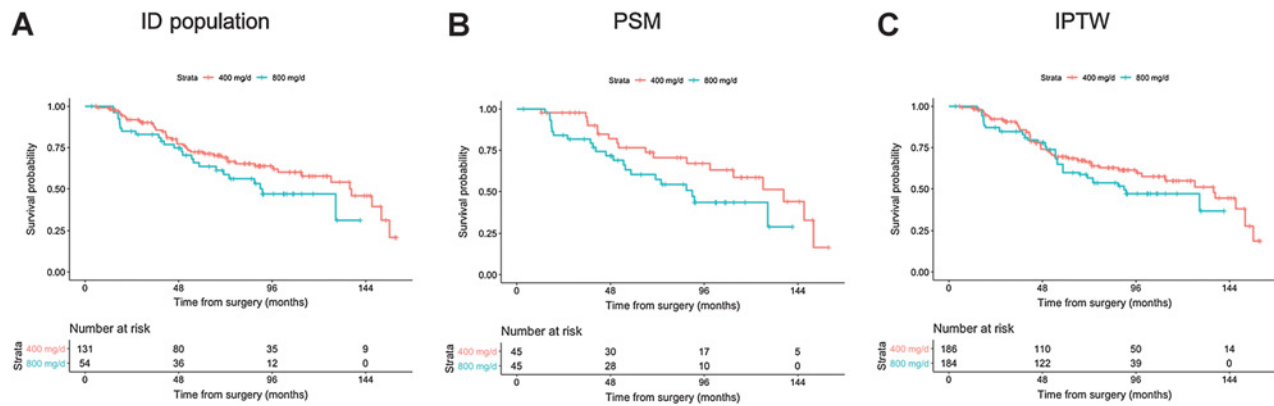 A
ID population
Strata 400 mg/d 800 mg/d
1.00
0.75
0.50
0.25
0.00
Survival probability
0 48 96 144
Time from surgery (months)
Number at risk
Strata
400 mg/d 131 80 35 9
800 mg/d 54 36 12 0
0 48 96 144
Time from surgery (months)
B
PSM
Strata 400 mg/d 800 mg/d
1.00
0.75
0.50
0.25
0.00
Survival probability
0 48 96 144
Time from surgery (months)
Number at risk
Strata
400 mg/d 45 30 17 5
800 mg/d 45 28 10 0
0 48 96 144
Time from surgery (months)
C
IPTW
Strata 400 mg/d 800 mg/d
1.00
0.75
0.50
0.25
0.00
Survival probability
0 48 96 144
Time from surgery (months)
Number at risk
Strata
400 mg/d 186 110 50 14
800 mg/d 184 122 39 0
0 48 96 144
Time from surgery (months)